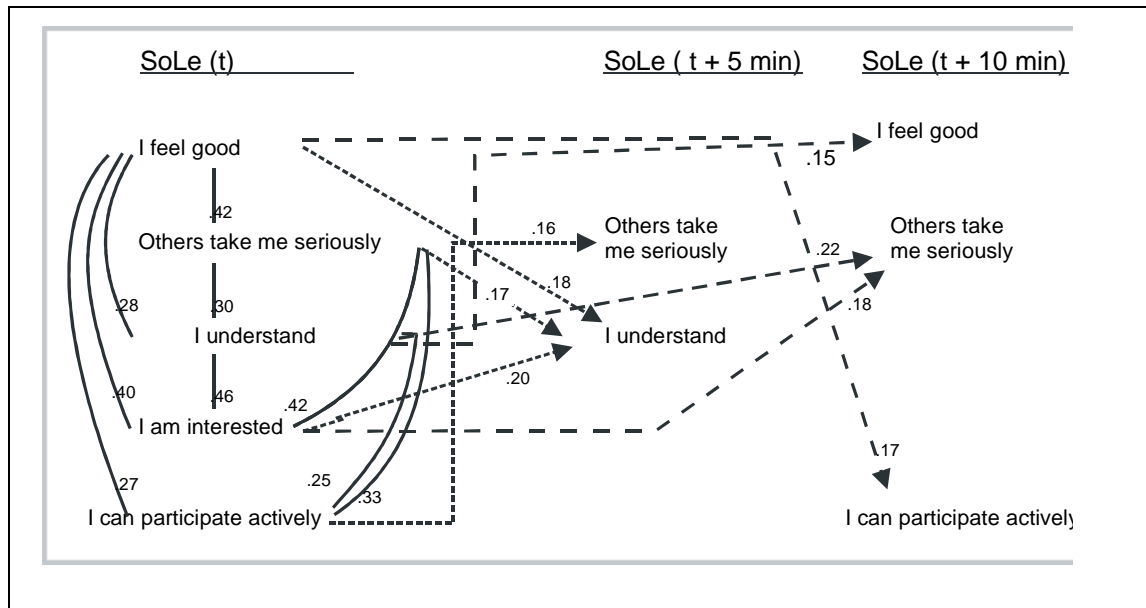 SoLe (t) SoLe ( t + 5 min) SoLe (t + 10 min)
I feel good
I feel good
.15
.42
.16
Others take
me seriously
Others take
me seriously
Others take me seriously
.22
.18
.17
.28
.30
.18
I understand
I understand
.20
.40
.46
.42
I am interested
.17
.27
.25
.33
I can participate actively
I can participate actively